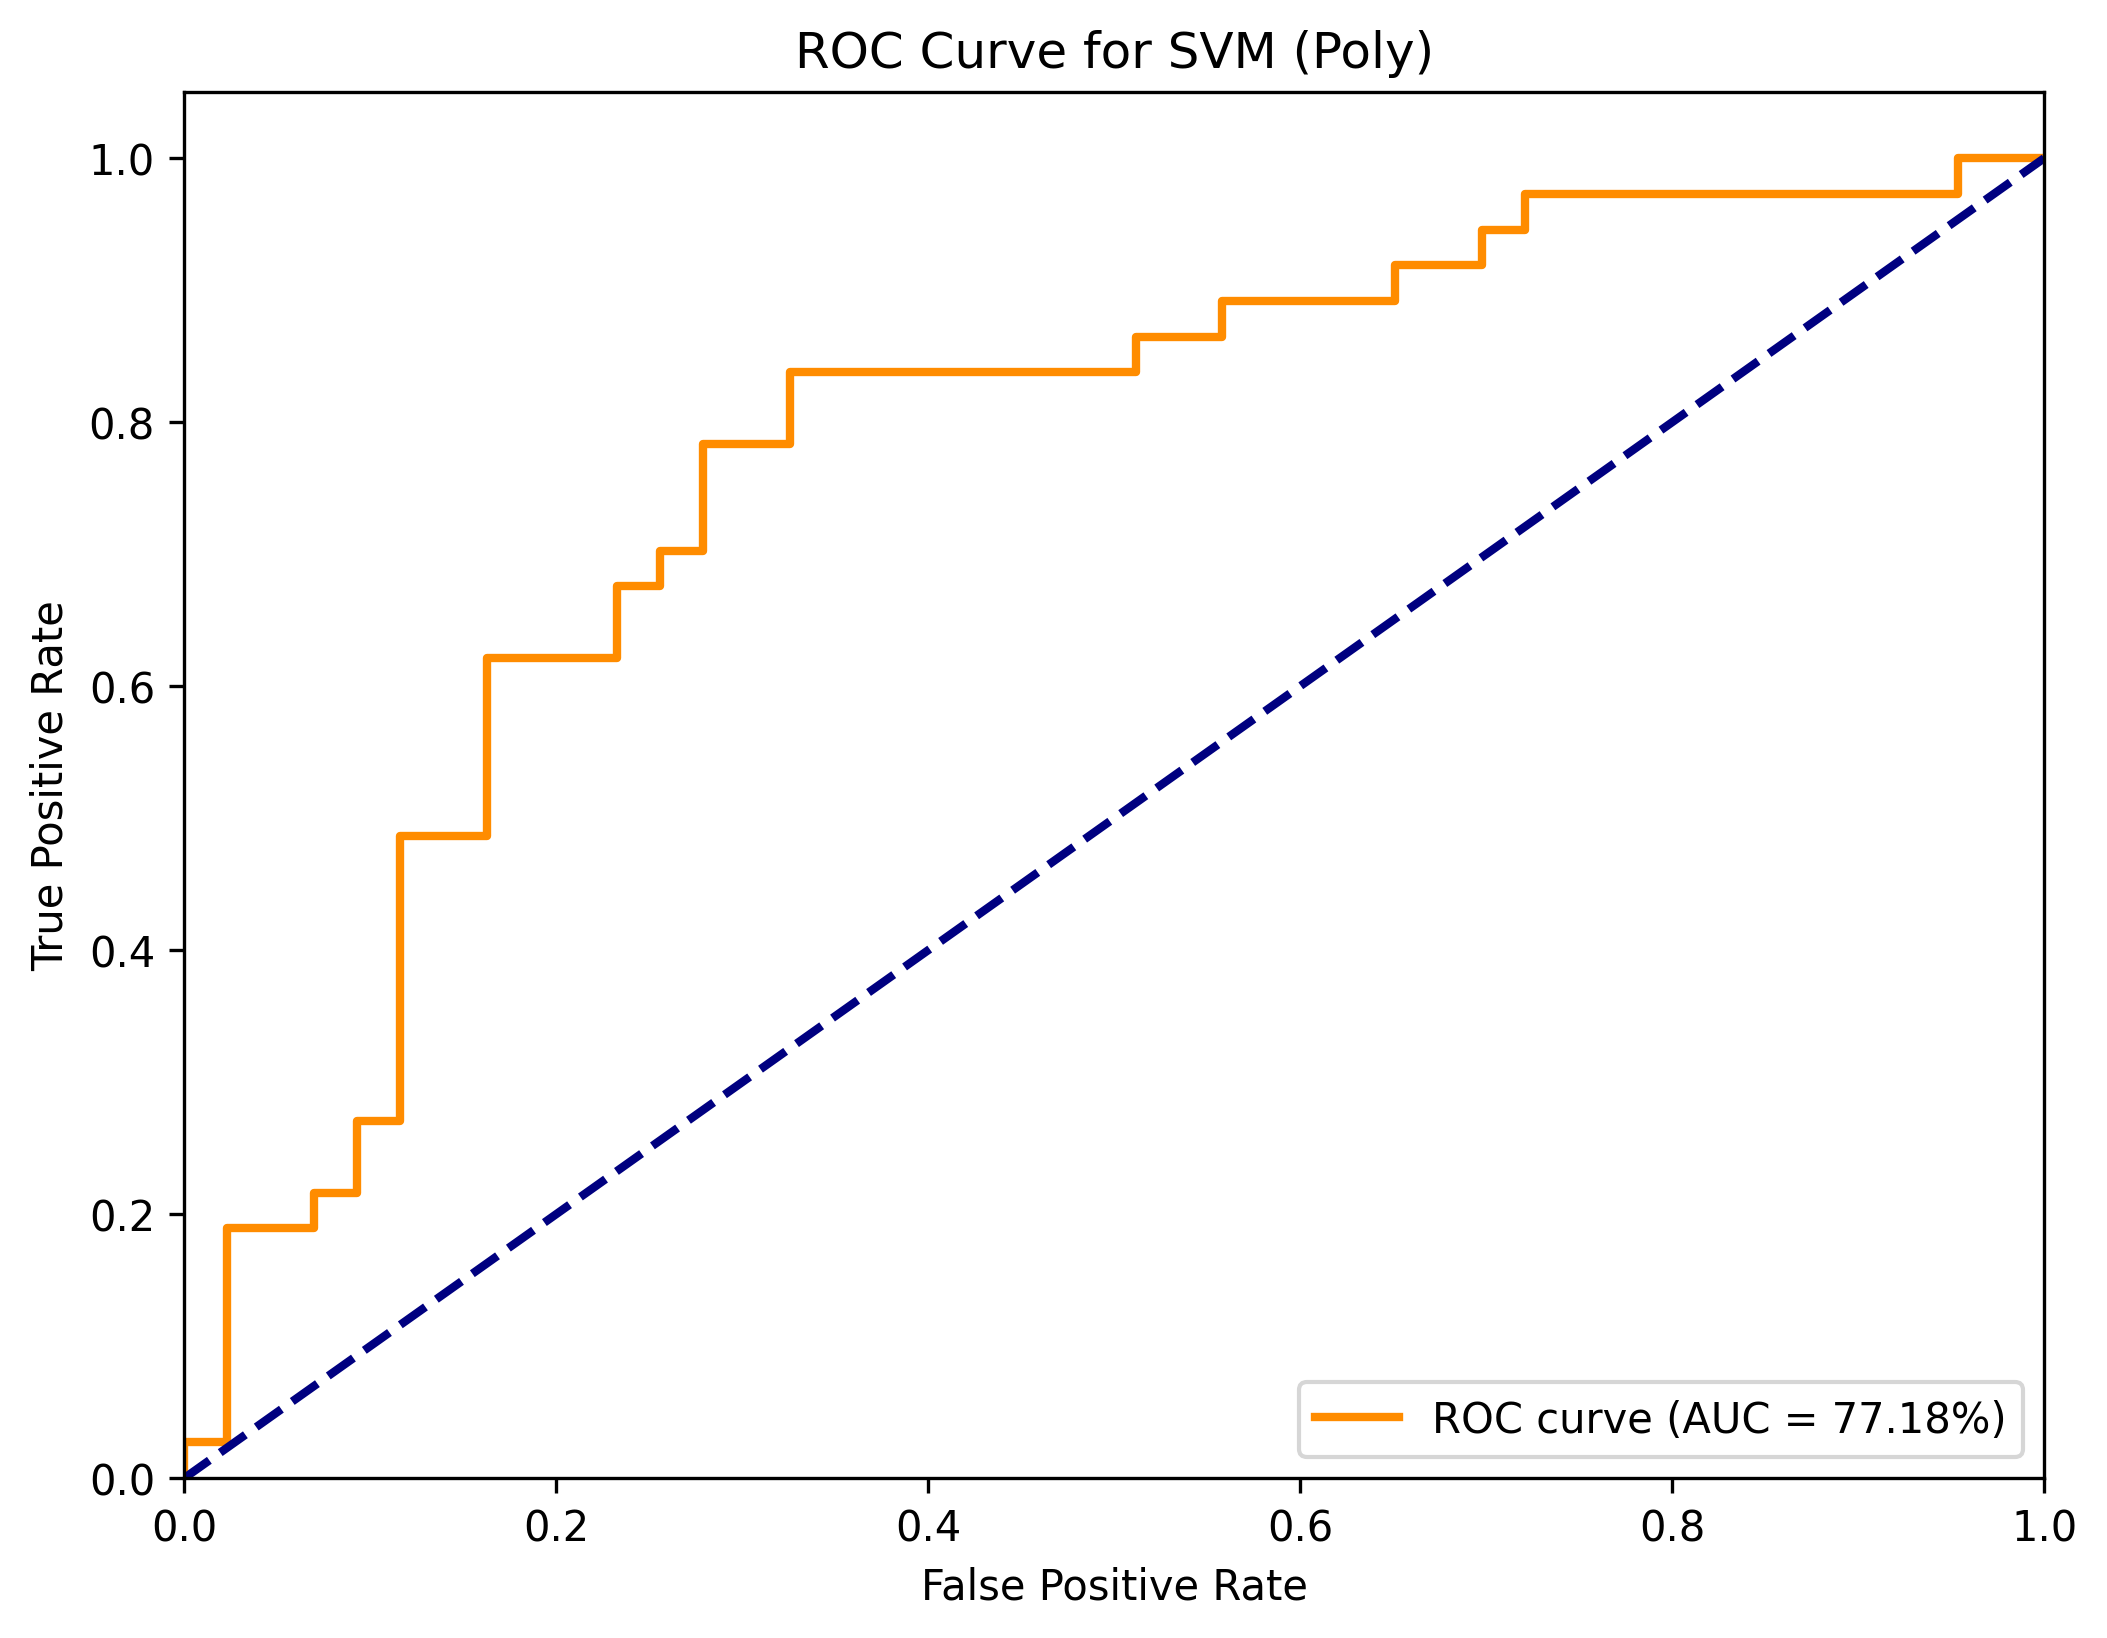 ROC Curve for SVM (Poly)
True Positive Rate
1.0
0.8
0.6
0.4
0.2
0.0
ROC curve (AUC = 77.18%)
0.0 0.2 0.4 0.6 0.8 1.0
False Positive Rate